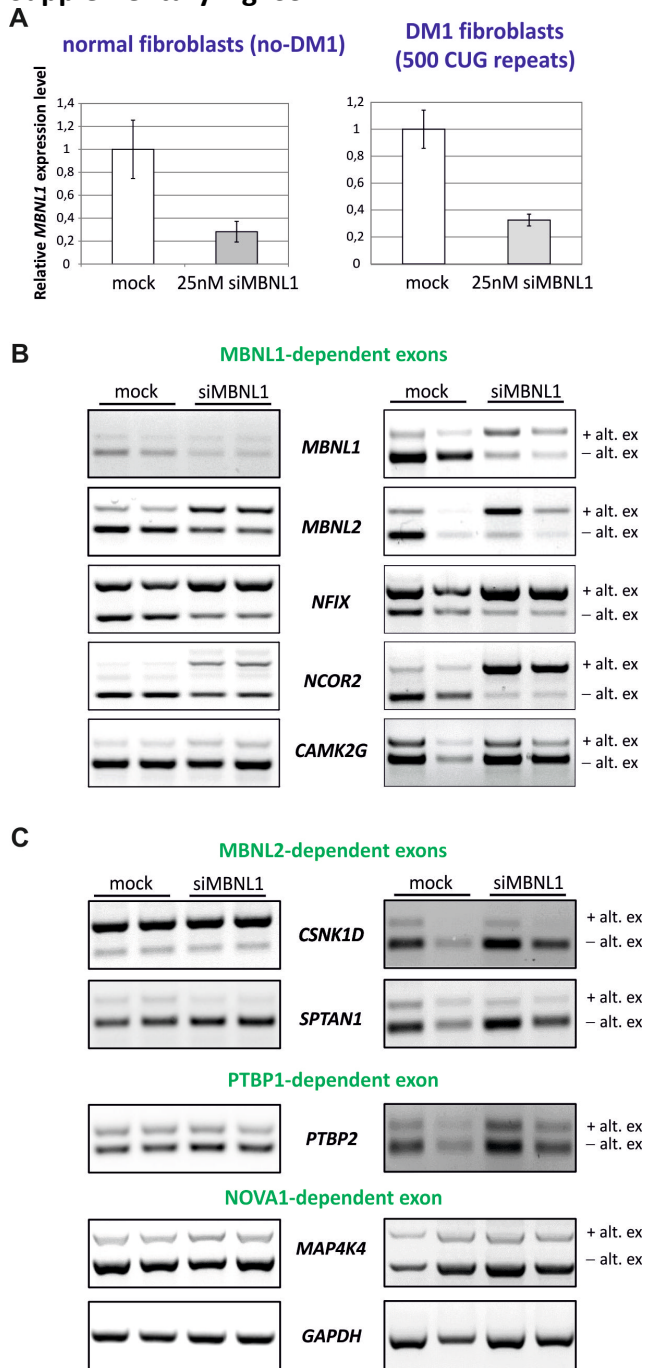 A
normal fibroblasts (no-DM1)
DM1 fibroblasts
(500 CUG repeats)
Relative MBNL1 expression level
1,4
1,2
1
0,8
0,6
0,4
0,2
0
mock 25nM siMBNL1
1,2
1
0,8
0,6
0,4
0,2
0
mock 25nM siMBNL1
B
MBNL1-dependent exons
mock siMBNL1 mock siMBNL1
MBNL1 + alt. ex
– alt. ex
MBNL2 + alt. ex
– alt. ex
NFIX + alt. ex
– alt. ex
NCOR2 + alt. ex
– alt. ex
CAMK2G + alt. ex
– alt. ex
C
MBNL2-dependent exons
mock siMBNL1 mock siMBNL1
CSNK1D + alt. ex
– alt. ex
SPTAN1 + alt. ex
– alt. ex
PTBP1-dependent exon
PTBP2 + alt. ex
– alt. ex
NOVA1-dependent exon
MAP4K4 + alt. ex
– alt. ex
GAPDH